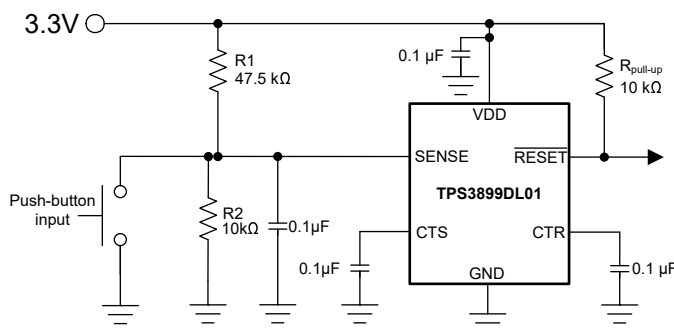 3.3V
R1
47.5 kΩ
0.1 µF
Rpull-up
10 kΩ
VDD
SENSE
RESET
TPS3899DL01
Push-button
input
R2
10kΩ
0.1µF
CTS
CTR
0.1µF
0.1 µF
GND